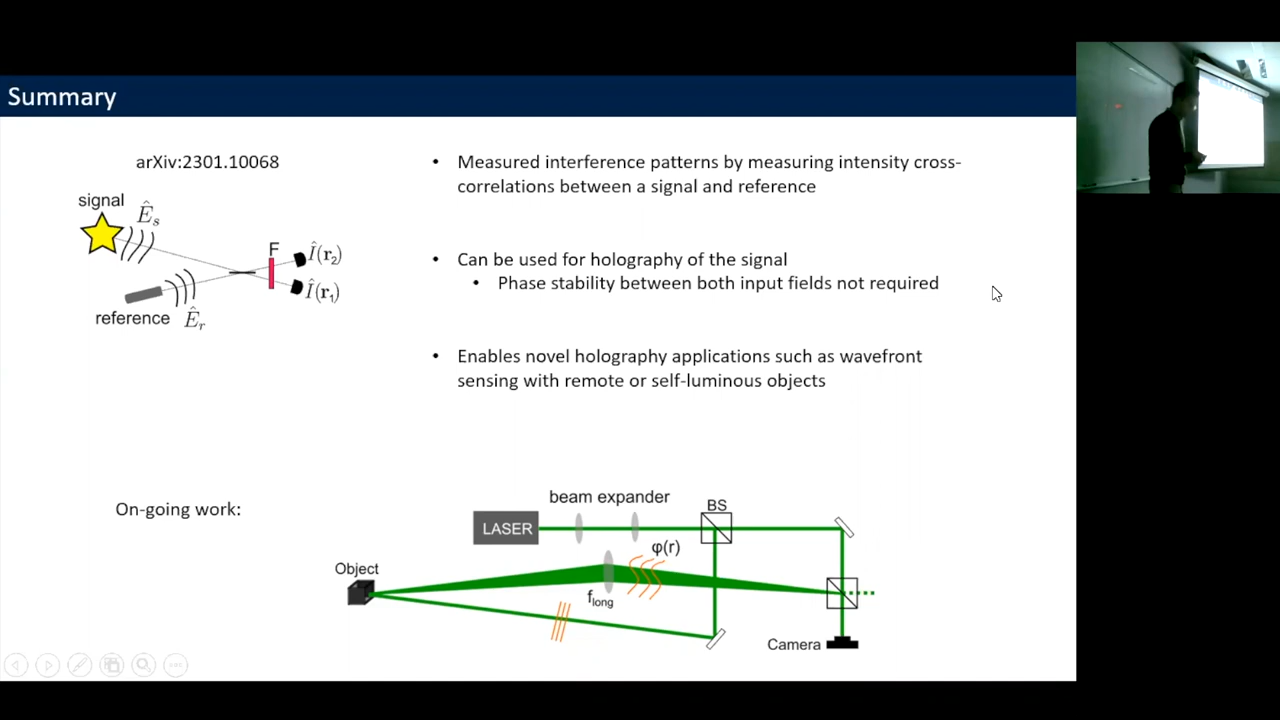 Summary
arXiv:2301.10068
signal
Ê_s
F
Î(r₂)
Î(r₁)
reference
Ê_r
• Measured interference patterns by measuring intensity cross-
correlations between a signal and reference
• Can be used for holography of the signal
• Phase stability between both input fields not required
• Enables novel holography applications such as wavefront
sensing with remote or self-luminous objects
On-going work:
beam expander
BS
LASER
φ(r)
Object
f_long
Camera